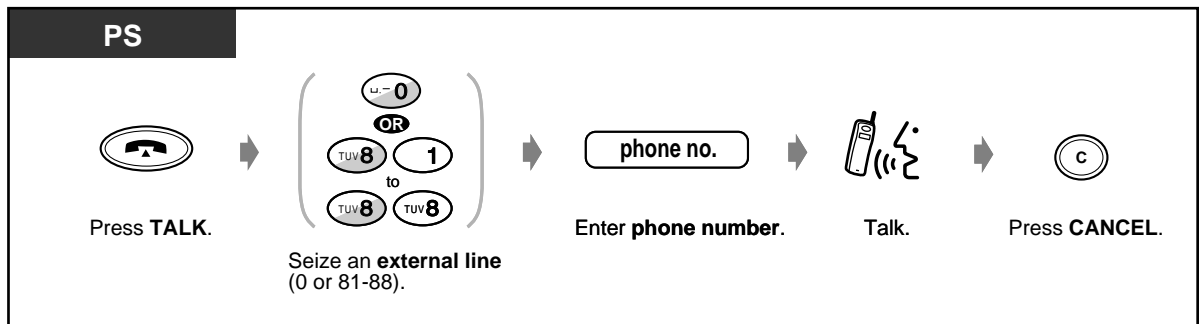 PS
␣.– 0
OR
TUV 8 1
to
TUV 8 TUV 8
phone no.
C
Press TALK.
Seize an external line
(0 or 81-88).
Enter phone number.
Talk.
Press CANCEL.